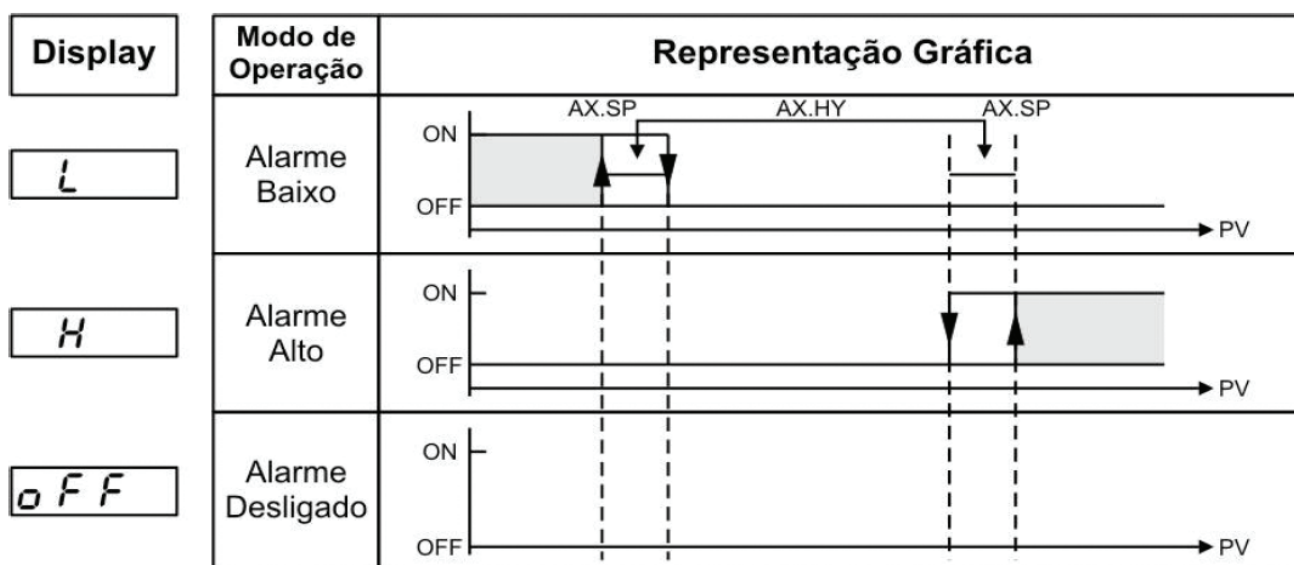 Display
Modo de
Operação
Representação Gráfica
L
Alarme
Baixo
AX.SP
AX.HY
AX.SP
ON
OFF
PV
H
Alarme
Alto
ON
OFF
PV
oFF
Alarme
Desligado
ON
OFF
PV